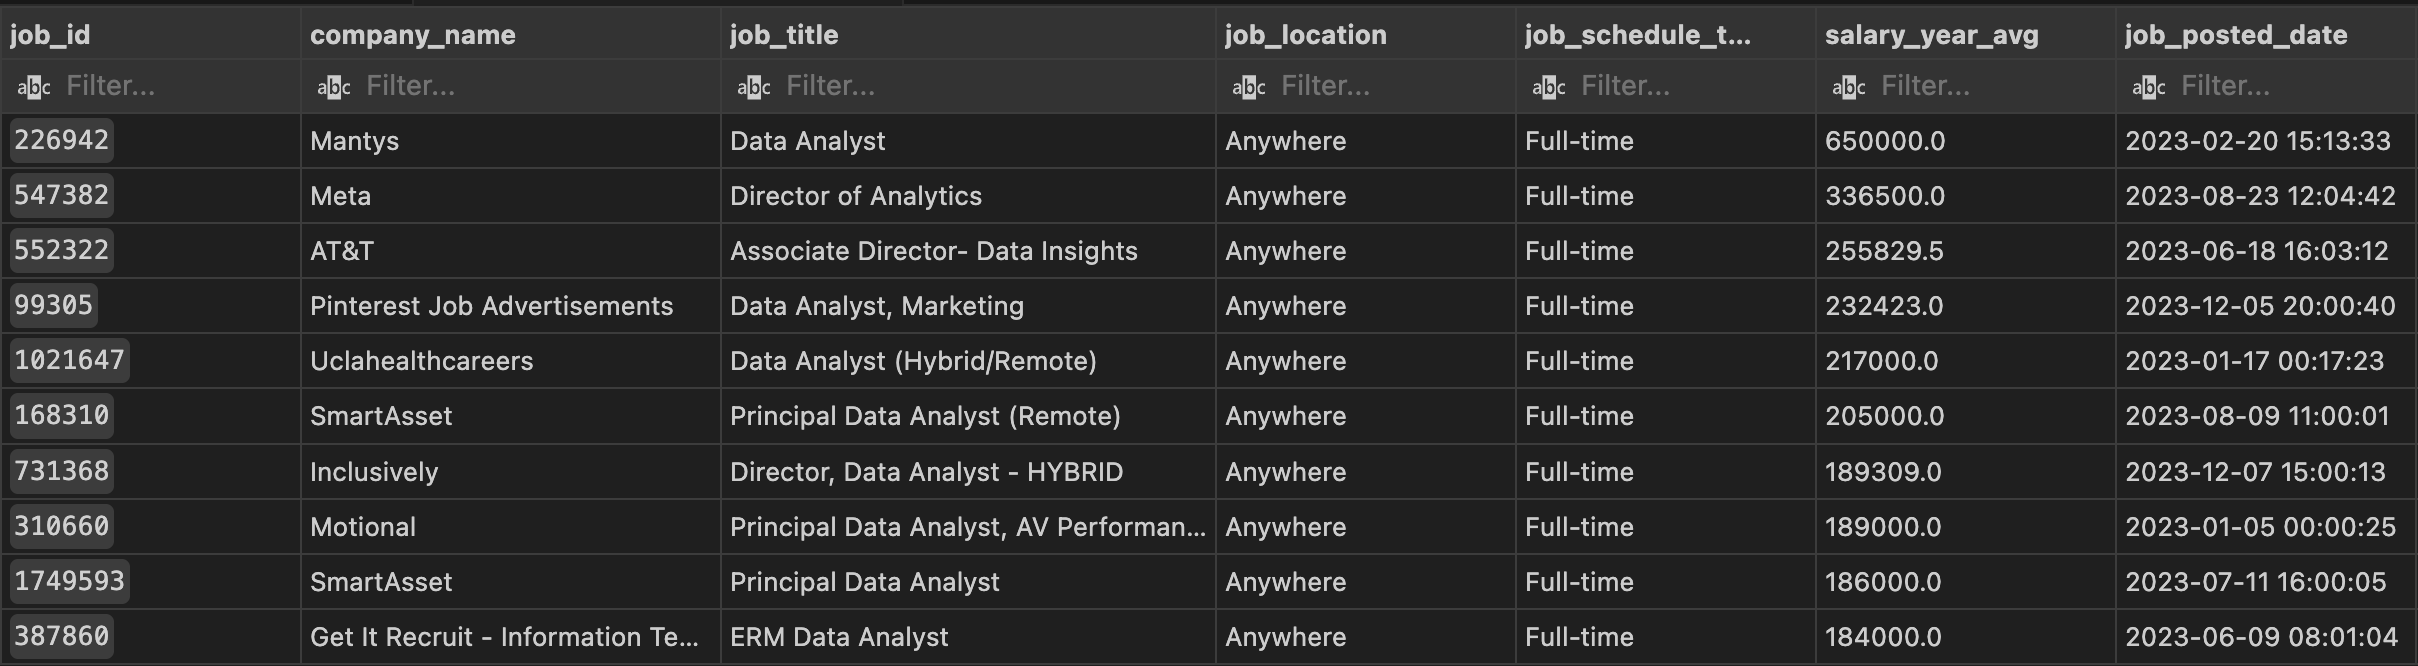 job_id company_name job_title job_location job_schedule_t... salary_year_avg job_posted_date
abc Filter... abc Filter... abc Filter... abc Filter... abc Filter... abc Filter... abc Filter...
226942 Mantys Data Analyst Anywhere Full-time 650000.0 2023-02-20 15:13:33
547382 Meta Director of Analytics Anywhere Full-time 336500.0 2023-08-23 12:04:42
552322 AT&T Associate Director- Data Insights Anywhere Full-time 255829.5 2023-06-18 16:03:12
99305 Pinterest Job Advertisements Data Analyst, Marketing Anywhere Full-time 232423.0 2023-12-05 20:00:40
1021647 Uclahealthcareers Data Analyst (Hybrid/Remote) Anywhere Full-time 217000.0 2023-01-17 00:17:23
168310 SmartAsset Principal Data Analyst (Remote) Anywhere Full-time 205000.0 2023-08-09 11:00:01
731368 Inclusively Director, Data Analyst - HYBRID Anywhere Full-time 189309.0 2023-12-07 15:00:13
310660 Motional Principal Data Analyst, AV Performan... Anywhere Full-time 189000.0 2023-01-05 00:00:25
1749593 SmartAsset Principal Data Analyst Anywhere Full-time 186000.0 2023-07-11 16:00:05
387860 Get It Recruit - Information Te... ERM Data Analyst Anywhere Full-time 184000.0 2023-06-09 08:01:04